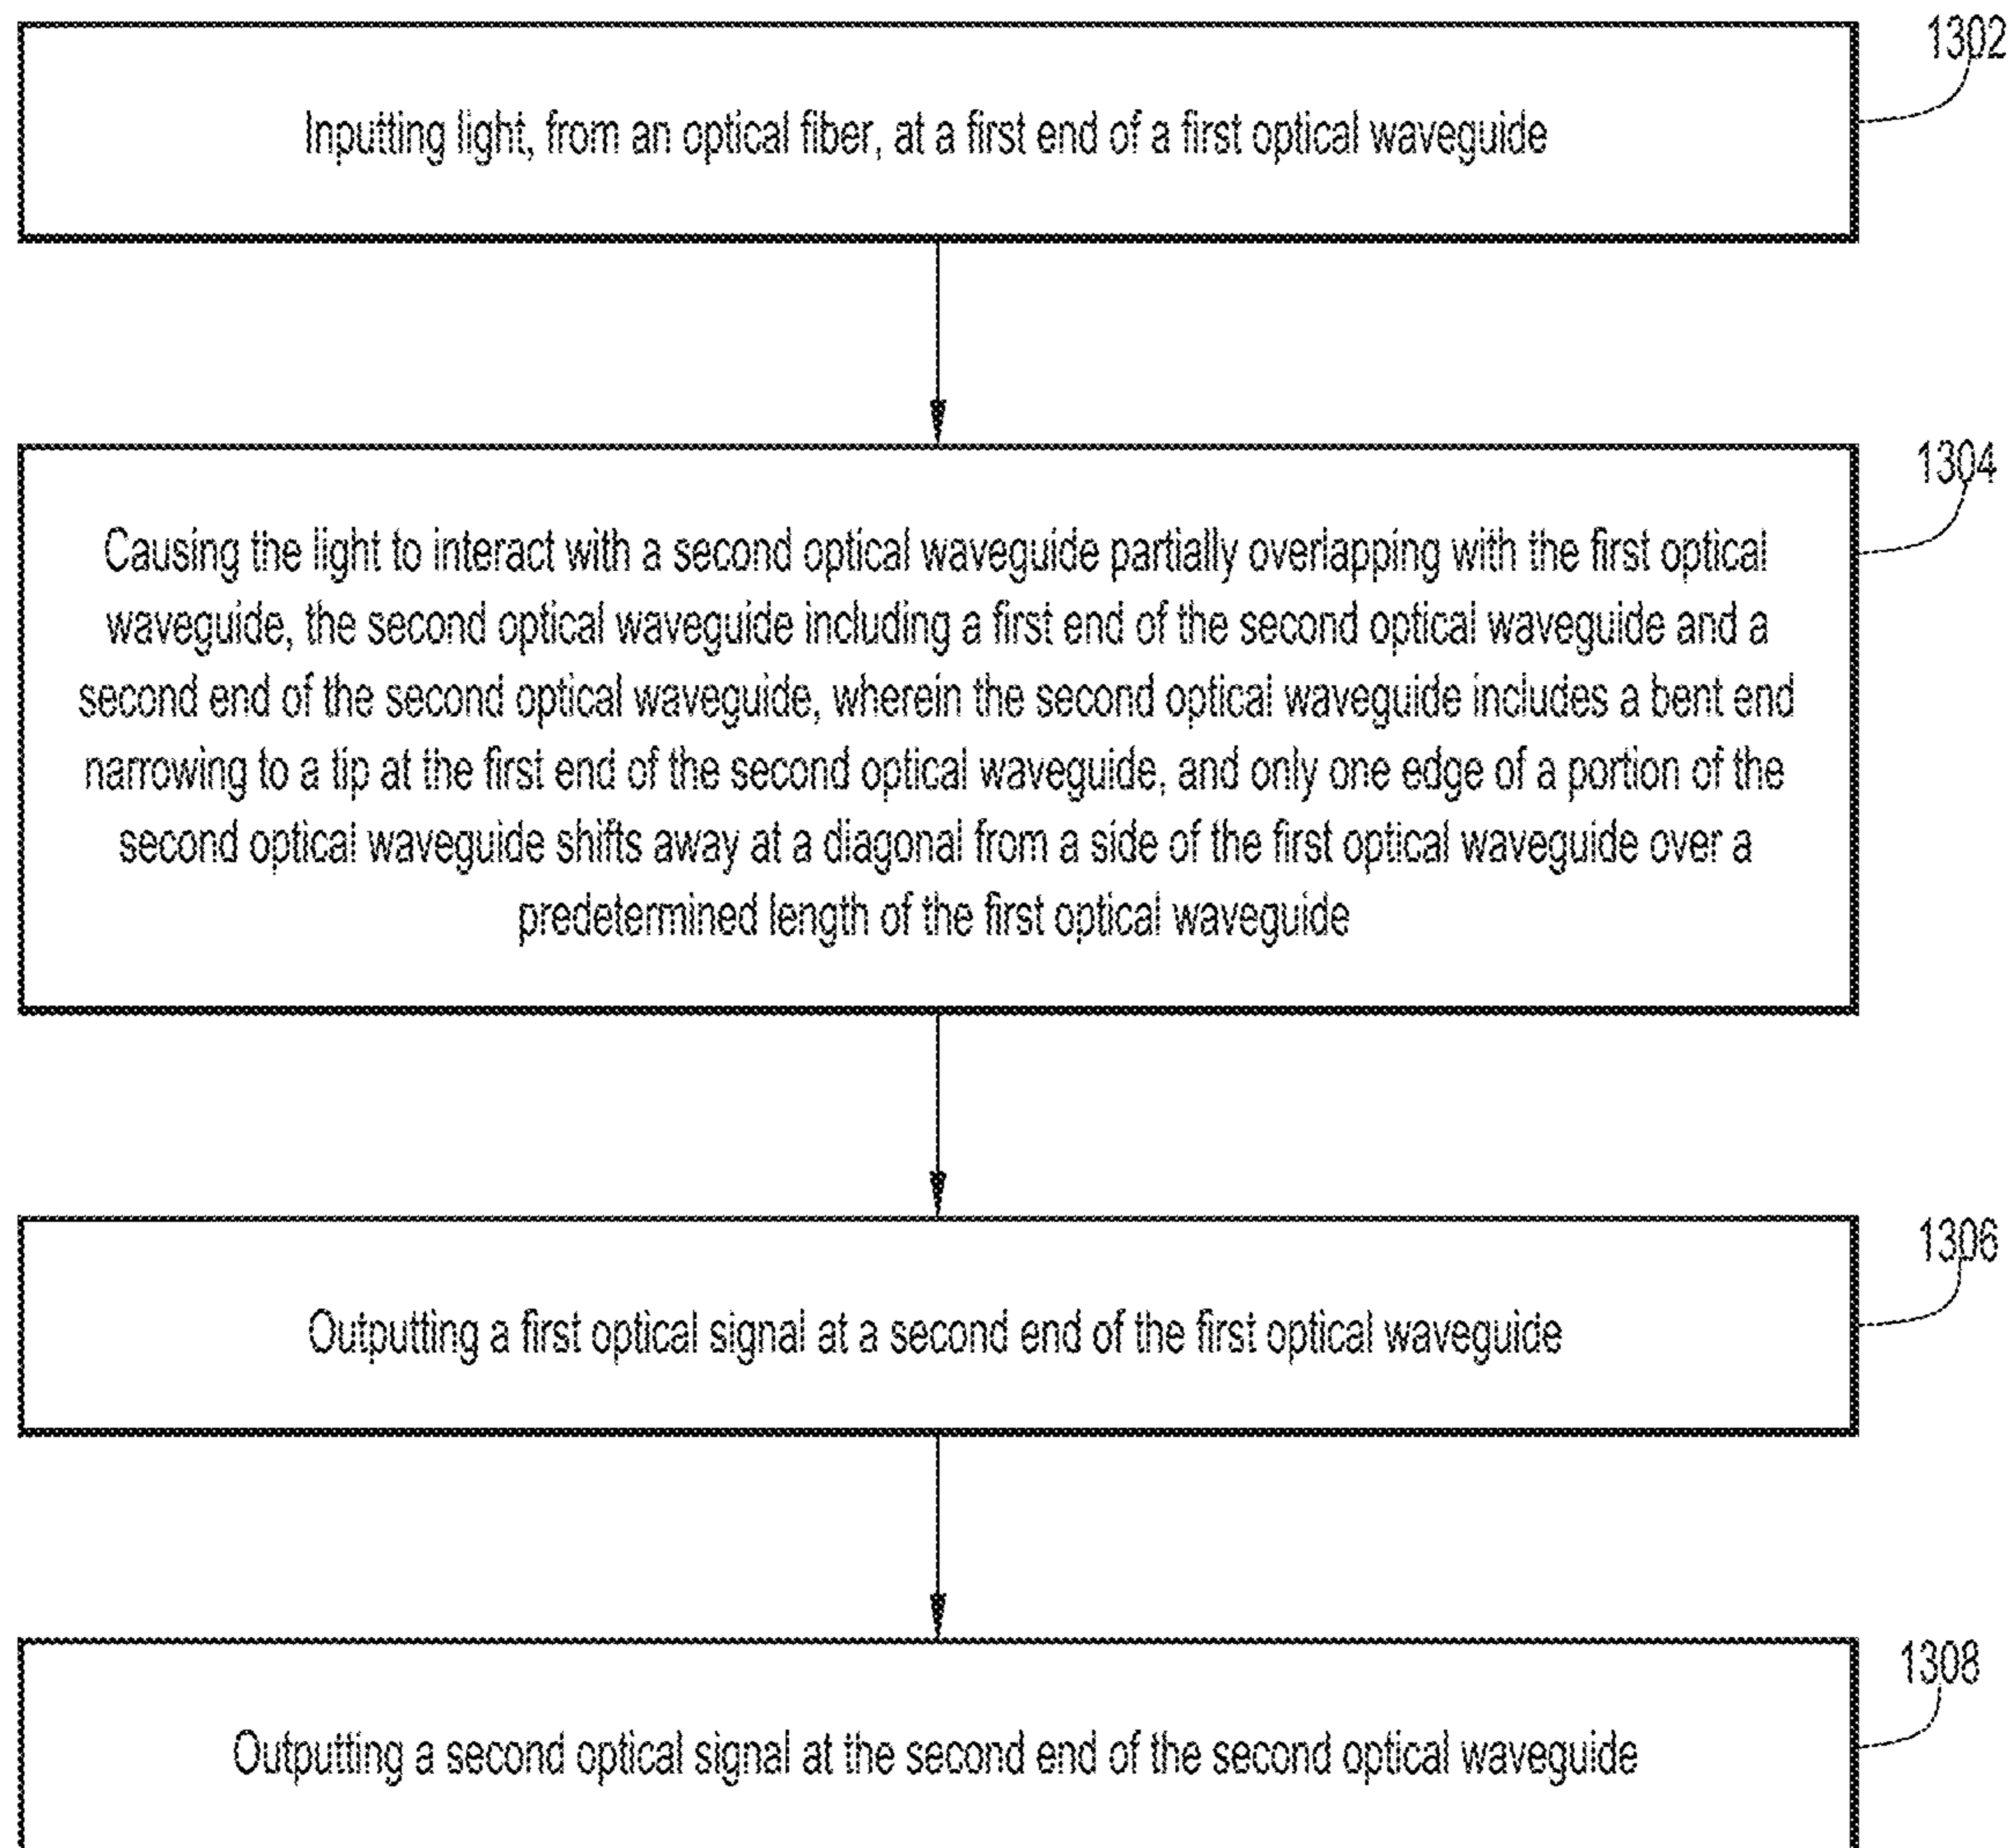 1302
Inputting light, from an optical fiber, at a first end of a first optical waveguide
1304
Causing the light to interact with a second optical waveguide partially overlapping with the first optical
waveguide, the second optical waveguide including a first end of the second optical waveguide and a
second end of the second optical waveguide, wherein the second optical waveguide includes a bent end
narrowing to a tip at the first end of the second optical waveguide, and only one edge of a portion of the
second optical waveguide shifts away at a diagonal from a side of the first optical waveguide over a
predetermined length of the first optical waveguide
1306
Outputting a first optical signal at a second end of the first optical waveguide
1308
Outputting a second optical signal at the second end of the second optical waveguide